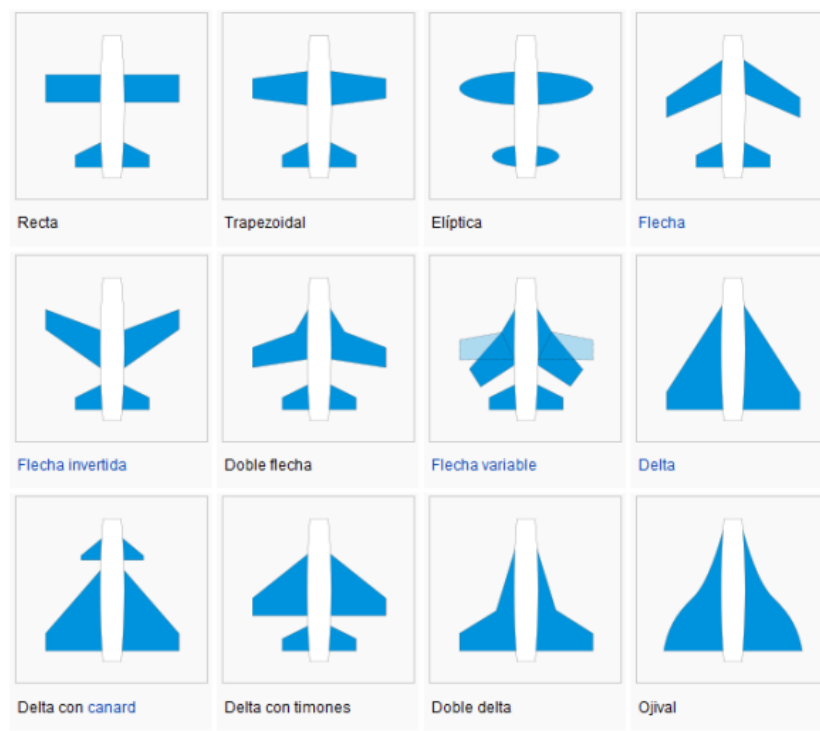 Recta
Trapezoidal
Elíptica
Flecha
Flecha invertida
Doble flecha
Flecha variable
Delta
Delta con canard
Delta con timones
Doble delta
Ojival